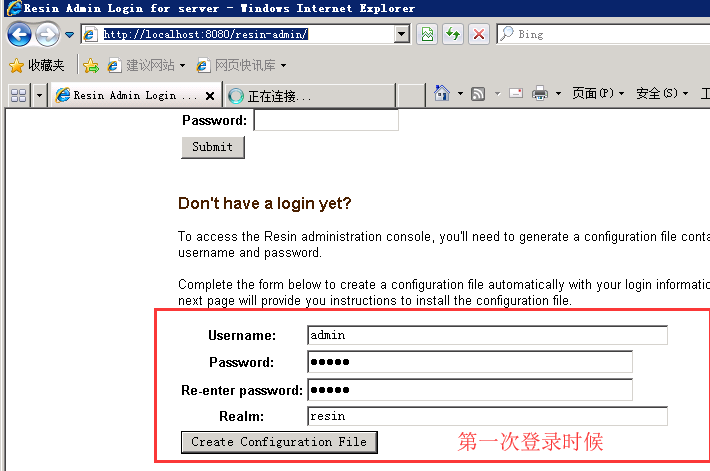 Resin Admin Login for server - Windows Internet Explorer
http://localhost:8080/resin-admin/
Bing
收藏夹 建议网站 网页快讯库
Resin Admin Login ... 正在连接... 页面(P) 安全(S)
Password:
Submit
Don't have a login yet?
To access the Resin administration console, you'll need to generate a configuration file conta
username and password.
Complete the form below to create a configuration file automatically with your login informatio
next page will provide you instructions to install the configuration file.
Username: admin
Password: ●●●●●
Re-enter password: ●●●●●
Realm: resin
Create Configuration File 第一次登录时候